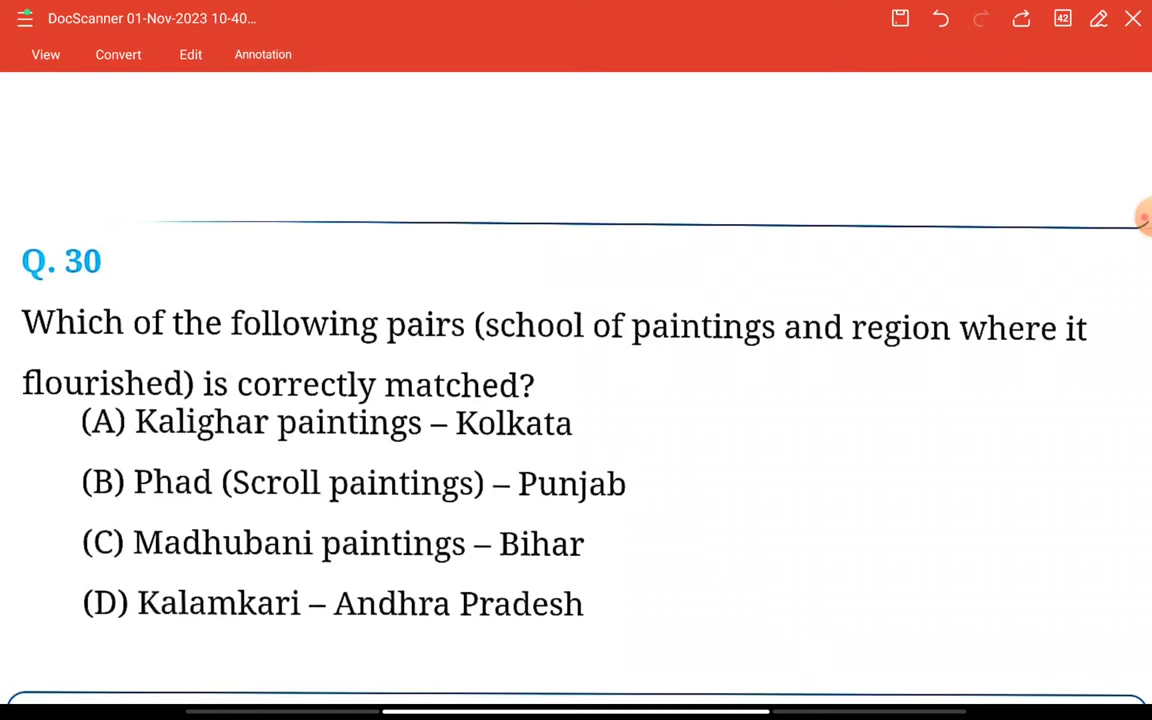 DocScanner 01-Nov-2023 10-40...
42
View Convert Edit Annotation
Q. 30
Which of the following pairs (school of paintings and region where it
flourished) is correctly matched?
(A) Kalighar paintings – Kolkata
(B) Phad (Scroll paintings) – Punjab
(C) Madhubani paintings – Bihar
(D) Kalamkari – Andhra Pradesh